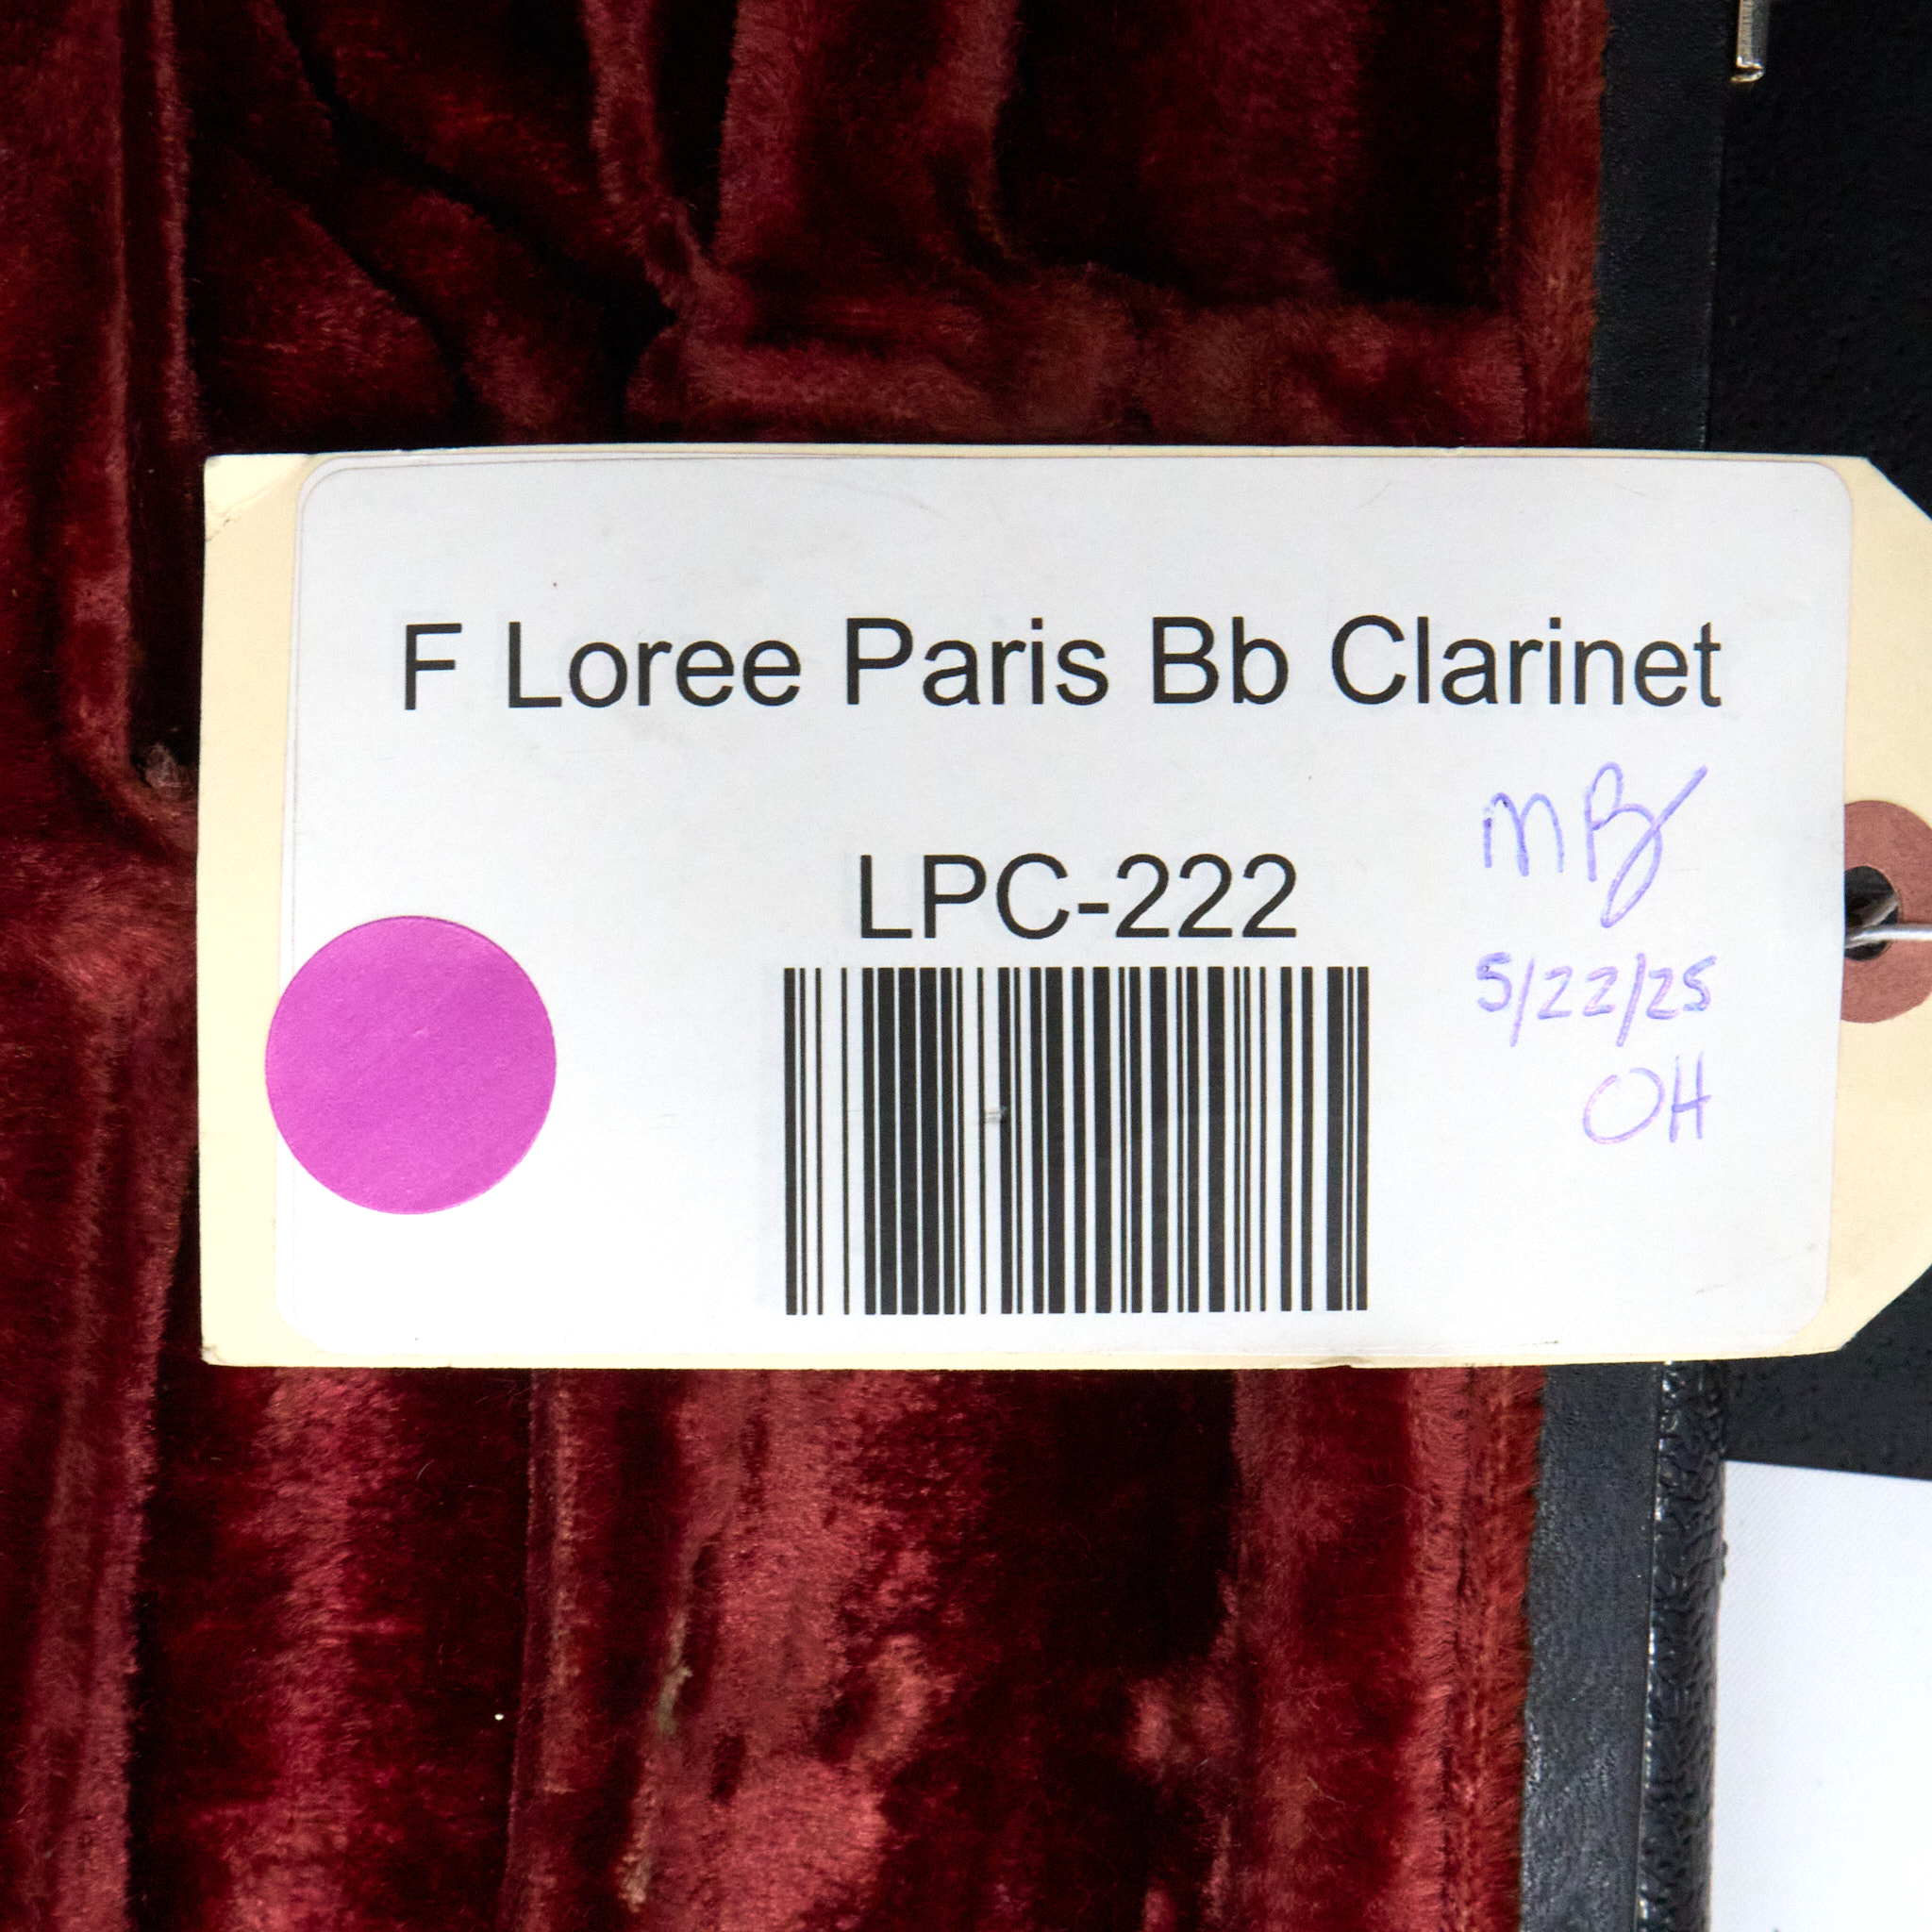 F Loree Paris Bb Clarinet
MB
LPC-222
5/22/25
OH